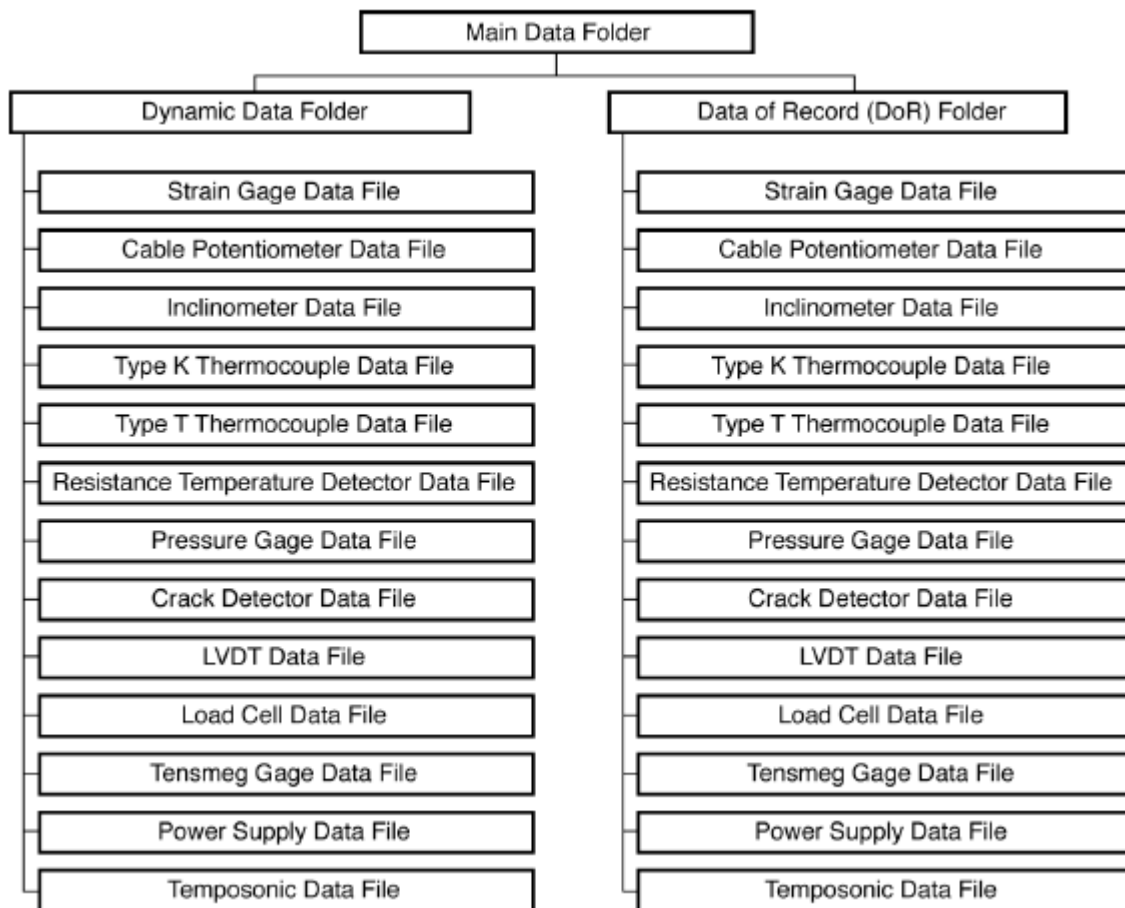 Main Data Folder
Dynamic Data Folder
Data of Record (DoR) Folder
Strain Gage Data File
Cable Potentiometer Data File
Inclinometer Data File
Type K Thermocouple Data File
Type T Thermocouple Data File
Resistance Temperature Detector Data File
Pressure Gage Data File
Crack Detector Data File
LVDT Data File
Load Cell Data File
Tensmeg Gage Data File
Power Supply Data File
Temposonic Data File
Strain Gage Data File
Cable Potentiometer Data File
Inclinometer Data File
Type K Thermocouple Data File
Type T Thermocouple Data File
Resistance Temperature Detector Data File
Pressure Gage Data File
Crack Detector Data File
LVDT Data File
Load Cell Data File
Tensmeg Gage Data File
Power Supply Data File
Temposonic Data File